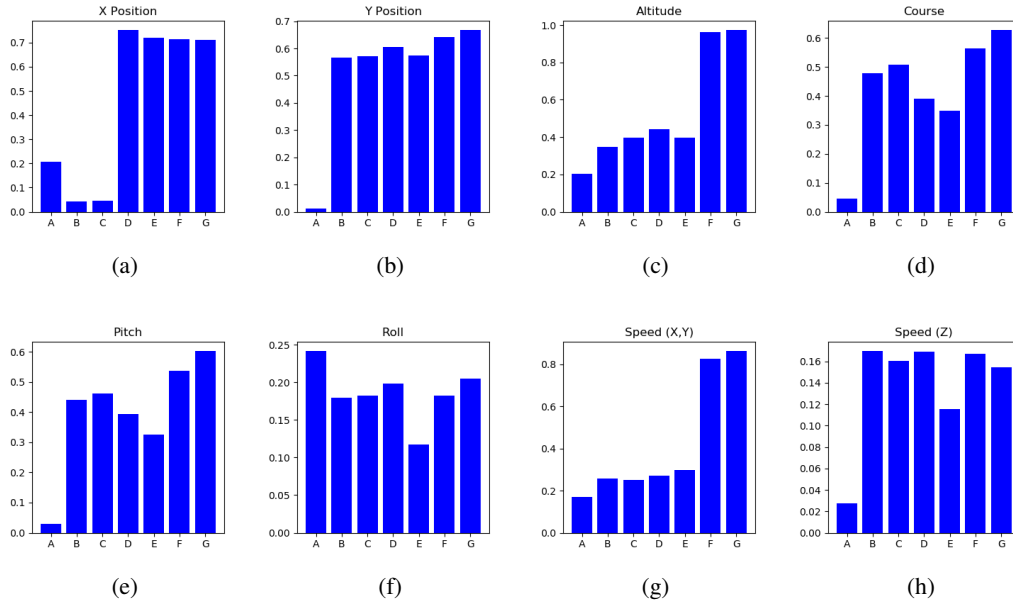 X Position
0.7
0.6
0.5
0.4
0.3
0.2
0.1
0.0
A B C D E F G
(a)
Y Position
0.7
0.6
0.5
0.4
0.3
0.2
0.1
0.0
A B C D E F G
(b)
Altitude
1.0
0.8
0.6
0.4
0.2
0.0
A B C D E F G
(c)
Course
0.6
0.5
0.4
0.3
0.2
0.1
0.0
A B C D E F G
(d)
Pitch
0.6
0.5
0.4
0.3
0.2
0.1
0.0
A B C D E F G
(e)
Roll
0.25
0.20
0.15
0.10
0.05
0.00
A B C D E F G
(f)
Speed (X,Y)
0.8
0.6
0.4
0.2
0.0
A B C D E F G
(g)
Speed (Z)
0.16
0.14
0.12
0.10
0.08
0.06
0.04
0.02
0.00
A B C D E F G
(h)